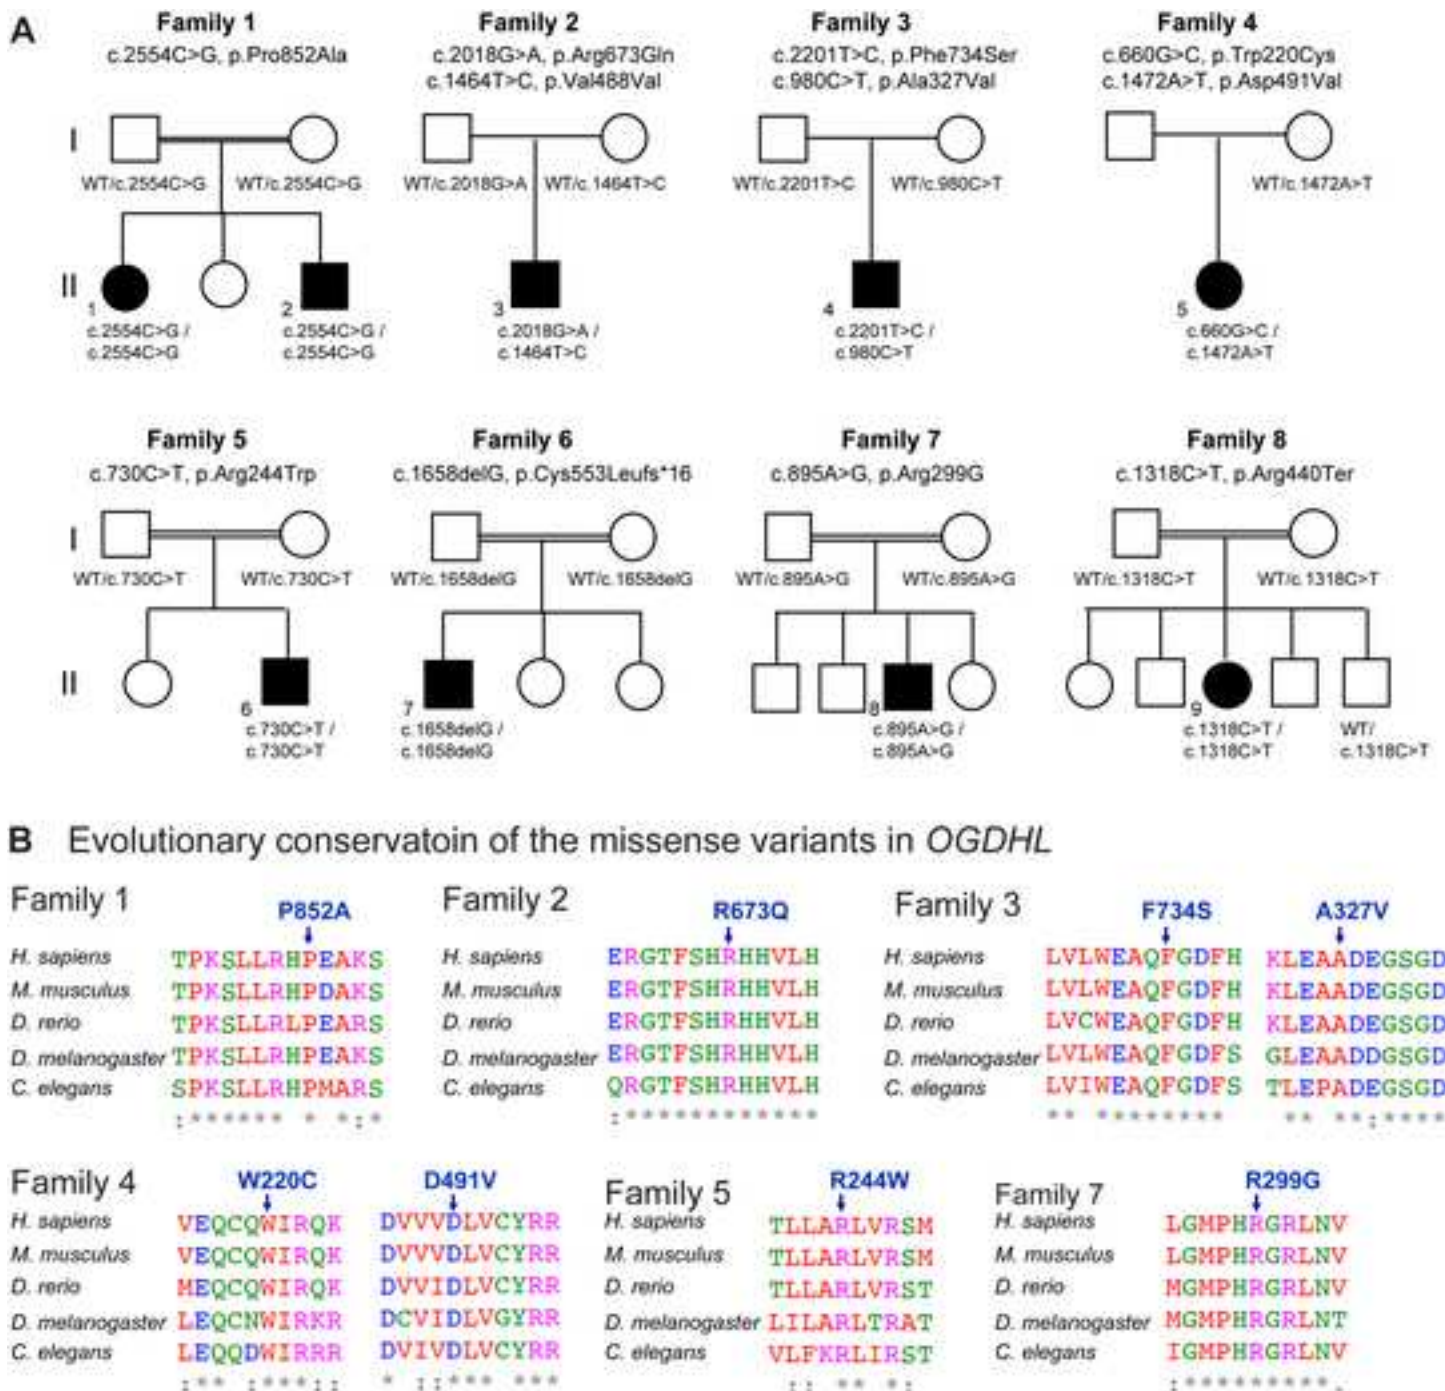 A
Family 1
c.2554C>G, p.Pro852Ala
Family 2
c.2018G>A, p.Arg673Gln
c.1464T>C, p.Val488Val
Family 3
c.2201T>C, p.Phe734Ser
c.980C>T, p.Ala327Val
Family 4
c.660G>C, p.Trp220Cys
c.1472A>T, p.Asp491Val
I
WT/c.2554C>G WT/c.2554C>G
WT/c.2018G>A WT/c.1464T>C
WT/c.2201T>C WT/c.980C>T
WT/c.1472A>T
II
1
c.2554C>G /
c.2554C>G
2
c.2554C>G /
c.2554C>G
3
c.2018G>A /
c.1464T>C
4
c.2201T>C /
c.980C>T
5
c.660G>C /
c.1472A>T
Family 5
c.730C>T, p.Arg244Trp
Family 6
c.1658delG, p.Cys553Leufs*16
Family 7
c.895A>G, p.Arg299G
Family 8
c.1318C>T, p.Arg440Ter
I
WT/c.730C>T WT/c.730C>T
WT/c.1658delG WT/c.1658delG
WT/c.895A>G WT/c.895A>G
WT/c.1318C>T WT/c.1318C>T
II
6
c.730C>T /
c.730C>T
7
c.1658delG /
c.1658delG
8
c.895A>G /
c.895A>G
9
c.1318C>T /
c.1318C>T
WT/
c.1318C>T
B Evolutionary conservatoin of the missense variants in OGDHL
Family 1
P852A
H. sapiens TPKSLLRHPEAKS
M. musculus TPKSLLRHPDAKS
D. rerio TPKSLLRLPEARS
D. melanogaster TPKSLLRHPEAKS
C. elegans SPKSLLRHPMARS
:****** * *:*
Family 2
R673Q
H. sapiens ERGTFSHRHHVLH
M. musculus ERGTFSHRHHVLH
D. rerio ERGTFSHRHHVLH
D. melanogaster ERGTFSHRHHVLH
C. elegans QRGTFSHRHHVLH
:************
Family 3
F734S A327V
H. sapiens LVLWEAQFGDFH KLEAADEGSGD
M. musculus LVLWEAQFGDFH KLEAADEGSGD
D. rerio LVCWEAQFGDFH KLEAADEGSGD
D. melanogaster LVLWEAQFGDFS GLEAADDGSGD
C. elegans LVIWEAQFGDFS TLEPADEGSGD
** ******** ** **:****
Family 4
W220C D491V
H. sapiens VEQCQWIRQK DVVVDLVCYRR
M. musculus VEQCQWIRQK DVVVDLVCYRR
D. rerio MEQCQWIRQK DVVIDLVCYRR
D. melanogaster LEQCNWIRKR DCVIDLVGYRR
C. elegans LEQQDWIRRR DVIVDLVCYRR
:** :***:: * ::*** ***
Family 5
R244W
H. sapiens TLLARLVRSM
M. musculus TLLARLVRSM
D. rerio TLLARLVRST
D. melanogaster LILARLTRAT
C. elegans VLFKRLIRST
:: ** *:
Family 7
R299G
H. sapiens LGMPHRGRLNV
M. musculus LGMPHRGRLNV
D. rerio MGMPHRGRLNV
D. melanogaster MGMPHRGRLNT
C. elegans IGMPHRGRLNV
:*********.